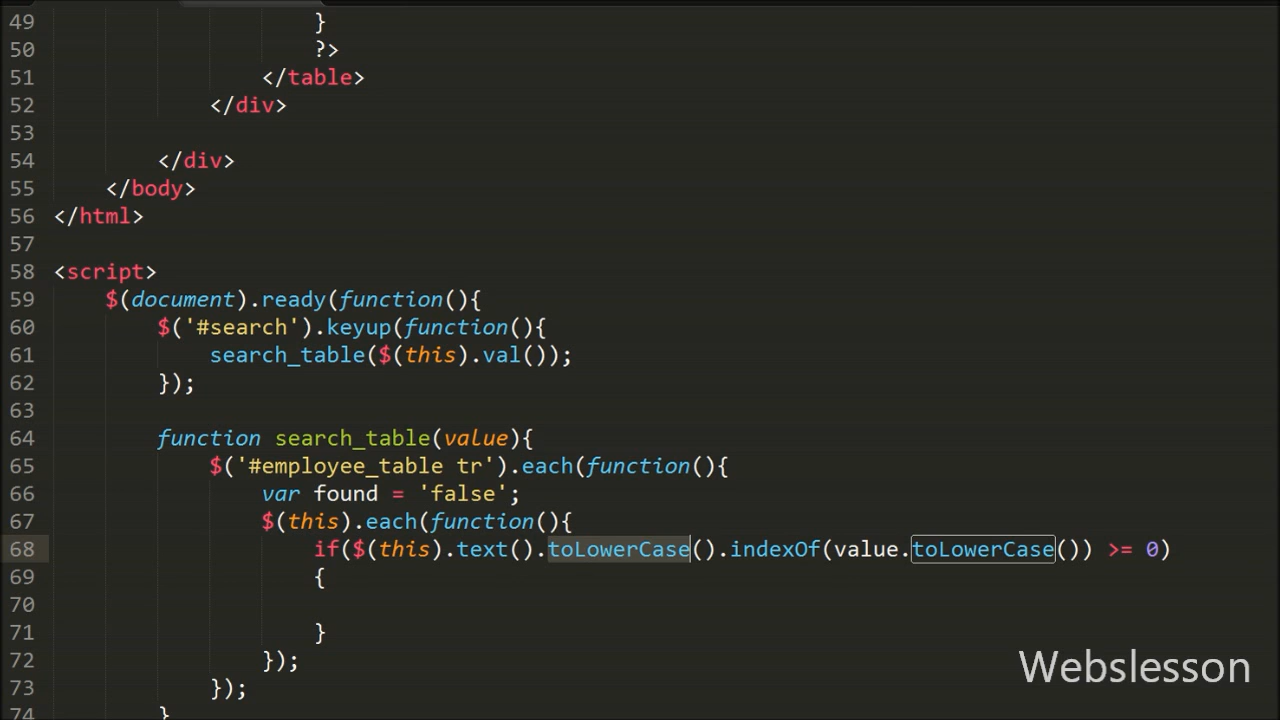 49 }
50 ?>
51 </table>
52 </div>
53
54 </div>
55 </body>
56 </html>
57
58 <script>
59 $(document).ready(function(){
60 $('#search').keyup(function(){
61 search_table($(this).val());
62 });
63
64 function search_table(value){
65 $('#employee_table tr').each(function(){
66 var found = 'false';
67 $(this).each(function(){
68 if($(this).text().toLowerCase().indexOf(value.toLowerCase()) >= 0)
69 {
70
71 }
72 });
73 });
74 }
Webslesson